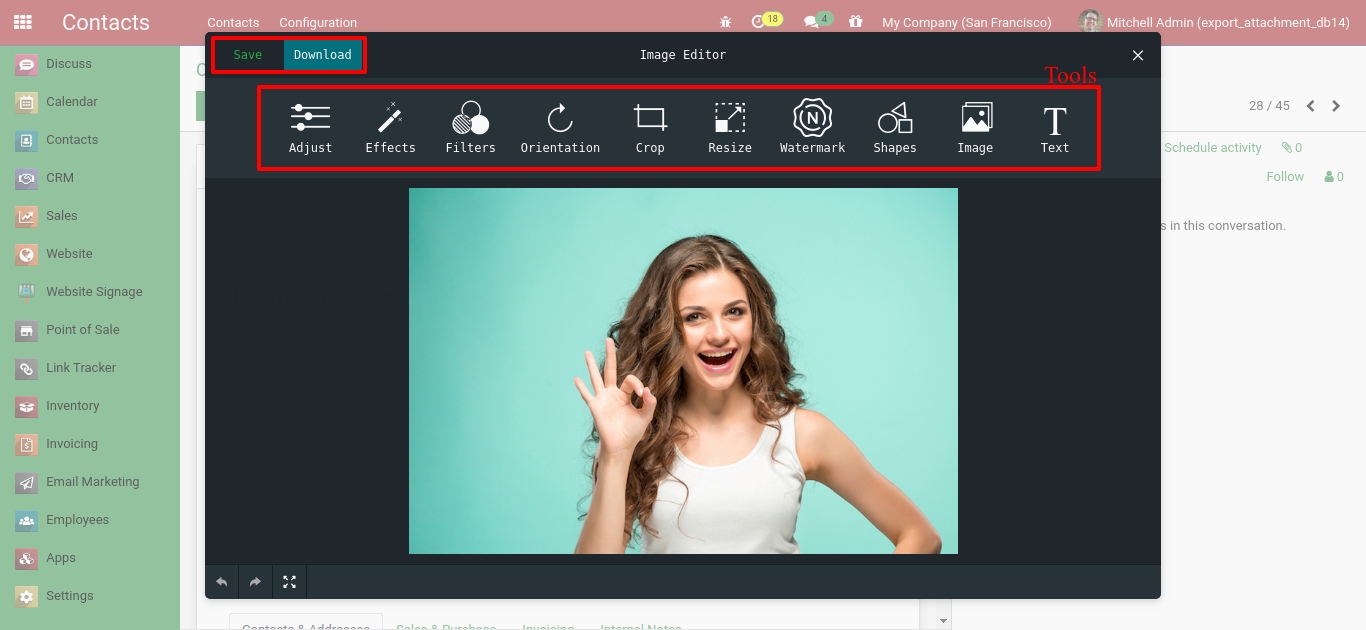 Contacts
Contacts Configuration
18
4
My Company (San Francisco)
Mitchell Admin (export_attachment_db14)
Discuss
Calendar
Contacts
CRM
Sales
Website
Website Signage
Point of Sale
Link Tracker
Inventory
Invoicing
Email Marketing
Employees
Apps
Settings
Save Download
Image Editor
Tools
Adjust Effects Filters Orientation Crop Resize Watermark Shapes Image Text
N
T
28 / 45
Schedule activity 0
Follow 0
s in this conversation.
Contacts & Addresses Sales & Purchase Invoicing Internal Notes